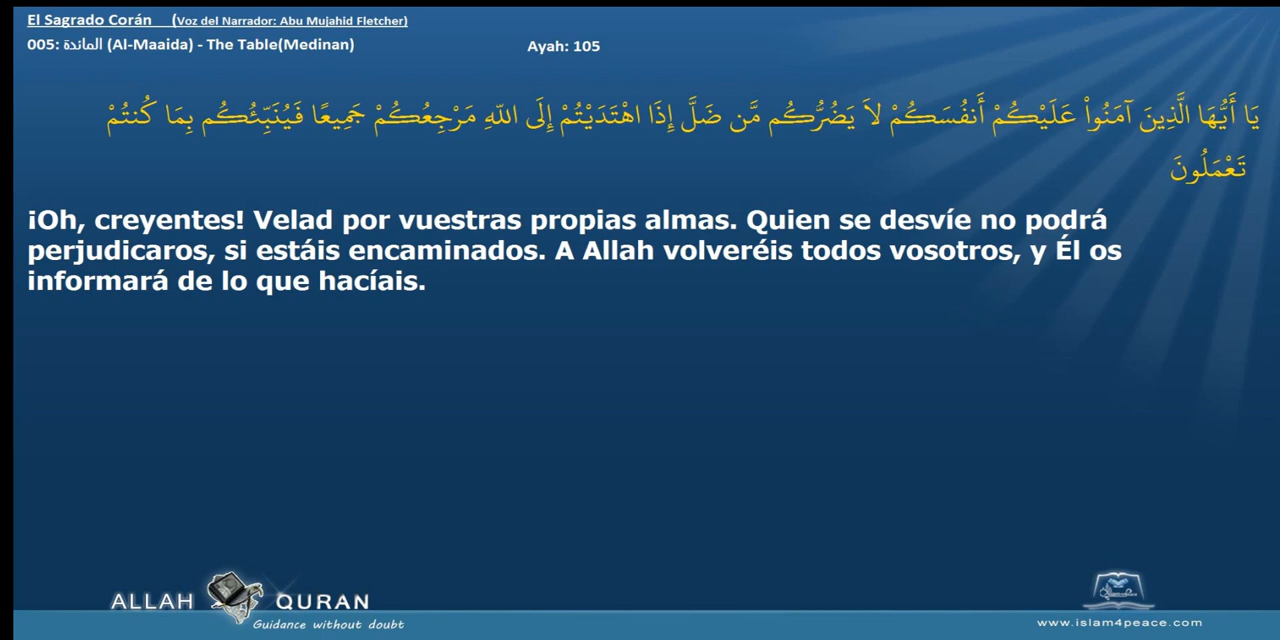 El Sagrado Corán (Voz del Narrador: Abu Mujahid Fletcher)
005: المائدة (Al-Maaida) - The Table(Medinan) Ayah: 105
يَا أَيُّهَا الَّذِينَ آمَنُواْ عَلَيْكُمْ أَنفُسَكُمْ لاَ يَضُرُّكُم مَّن ضَلَّ إِذَا اهْتَدَيْتُمْ إِلَى اللّهِ مَرْجِعُكُمْ جَمِيعًا فَيُنَبِّئُكُم بِمَا كُنتُمْ
تَعْمَلُونَ
¡Oh, creyentes! Velad por vuestras propias almas. Quien se desvíe no podrá
perjudicaros, si estáis encaminados. A Allah volveréis todos vosotros, y Él os
informará de lo que hacíais.
ALLAH QURAN
Guidance without doubt
www.islam4peace.com